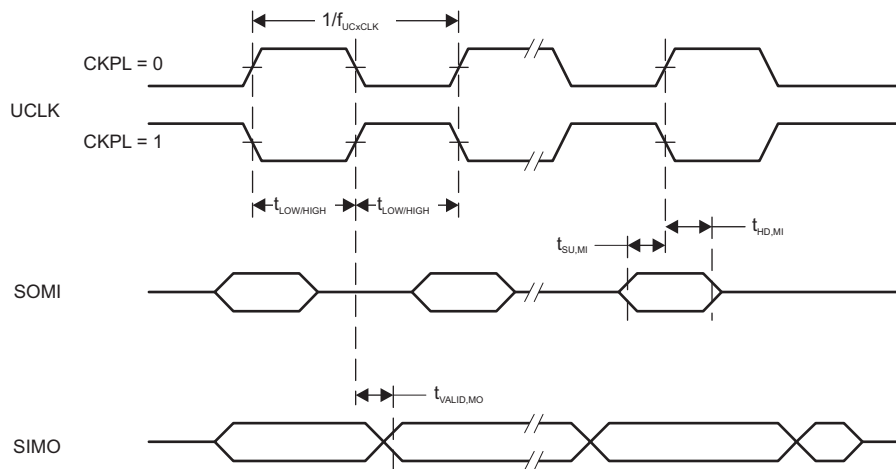 1/fUCxCLK
CKPL = 0
UCLK
CKPL = 1
tLOW/HIGH tLOW/HIGH
tSU,MI tHD,MI
SOMI
tVALID,MO
SIMO